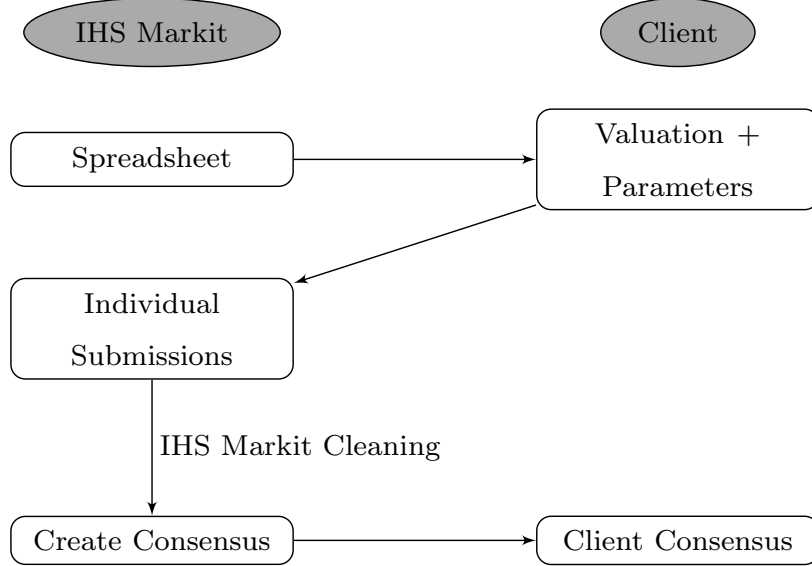 IHS Markit
Client
Spreadsheet
Valuation +
Parameters
Individual
Submissions
IHS Markit Cleaning
Create Consensus
Client Consensus